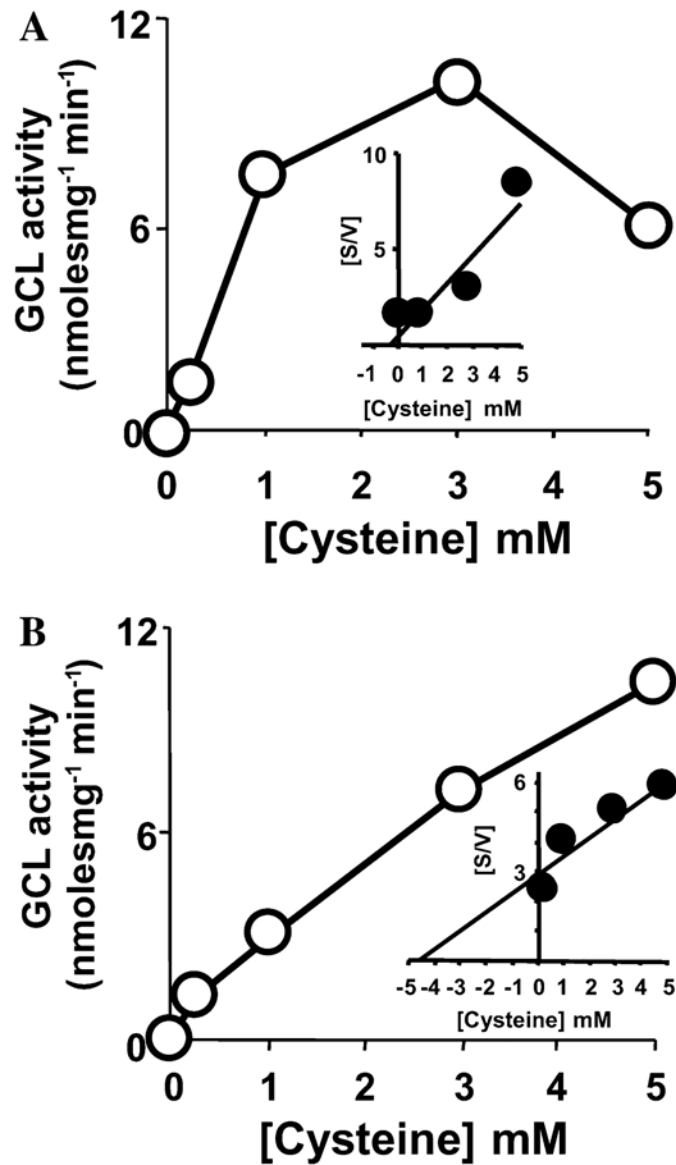 A
12
6
0
GCL activity
(nmolesmg⁻¹ min⁻¹)
10
5
[S/V]
-1 0 1 2 3 4 5
[Cysteine] mM
0 1 2 3 4 5
[Cysteine] mM
B
12
6
0
GCL activity
(nmolesmg⁻¹ min⁻¹)
6
3
[S/V]
-5 -4 -3 -2 -1 0 1 2 3 4 5
[Cysteine] mM
0 1 2 3 4 5
[Cysteine] mM